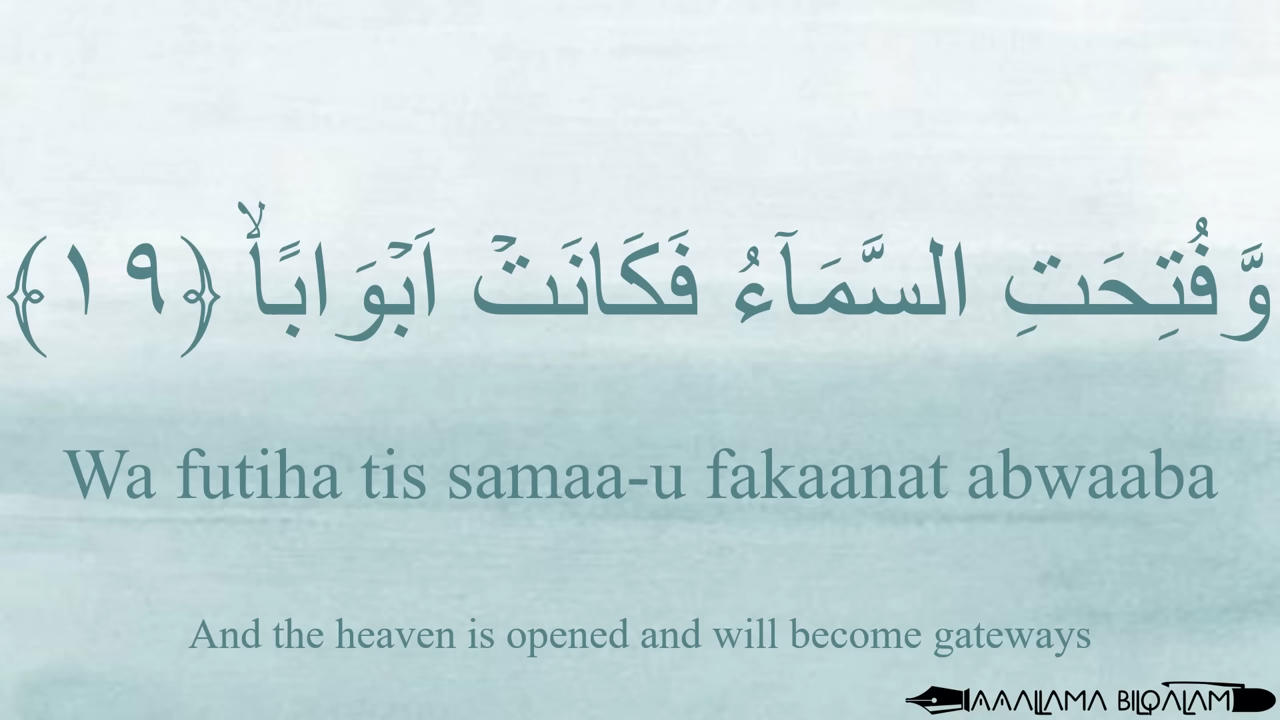 وَّفُتِحَتِ السَّمَآءُ فَكَانَتۡ اَبۡوَابًاۙ ﴿۱۹﴾
Wa futiha tis samaa-u fakaanat abwaaba
And the heaven is opened and will become gateways
AAALLAMA BILQALAM